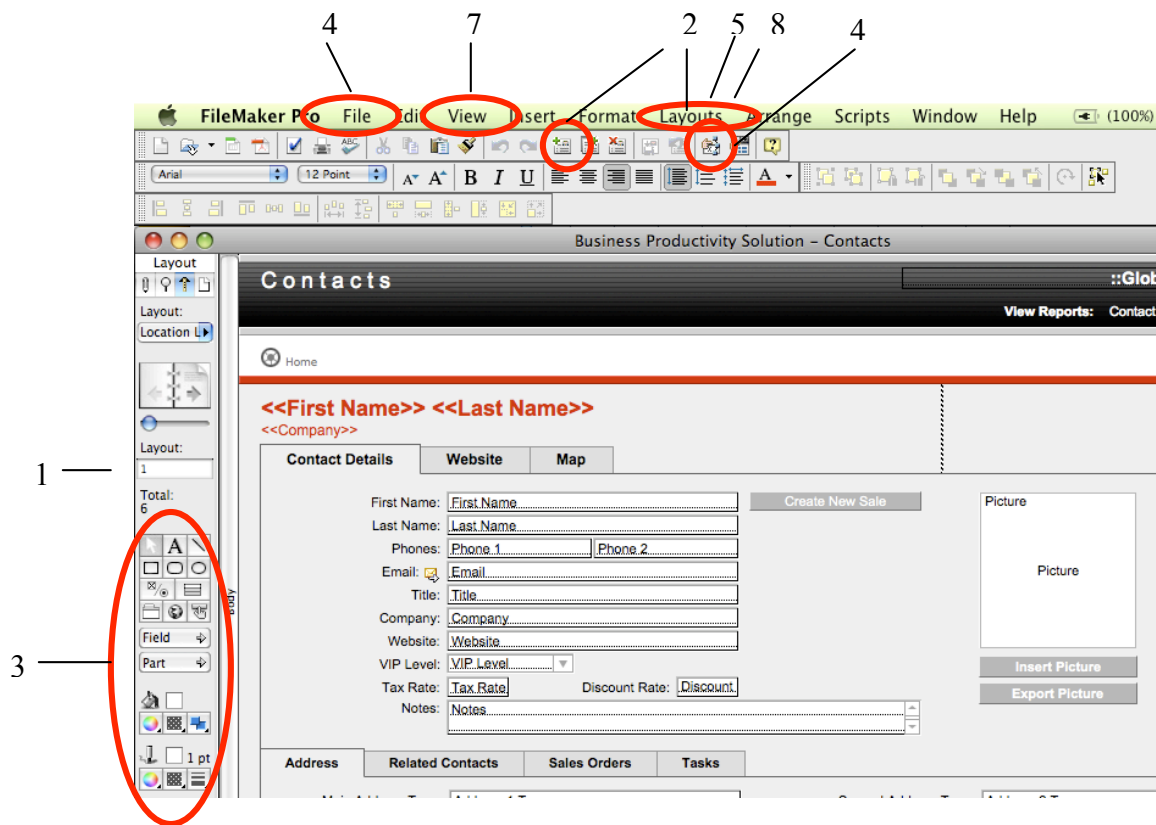 4 7 2 5 8 4
FileMaker Pro File Edit View Insert Format Layouts Arrange Scripts Window Help (100%)
Arial 12 Point A A B I U A
Business Productivity Solution – Contacts
Layout
Contacts
::Glob
Layout:
View Reports: Contact
Location L
Home
<<First Name>> <<Last Name>>
<<Company>>
Layout:
Contact Details Website Map
1
1
Total:
6
First Name: First Name Create New Sale Picture
Last Name: Last Name
Phones: Phone 1 Phone 2
A
Email: Email Picture
Title: Title
Body
Company: Company
Field
Website: Website
3
Part
VIP Level: VIP Level Insert Picture
Tax Rate: Tax Rate Discount Rate: Discount Export Picture
Notes: Notes
1 pt
Address Related Contacts Sales Orders Tasks